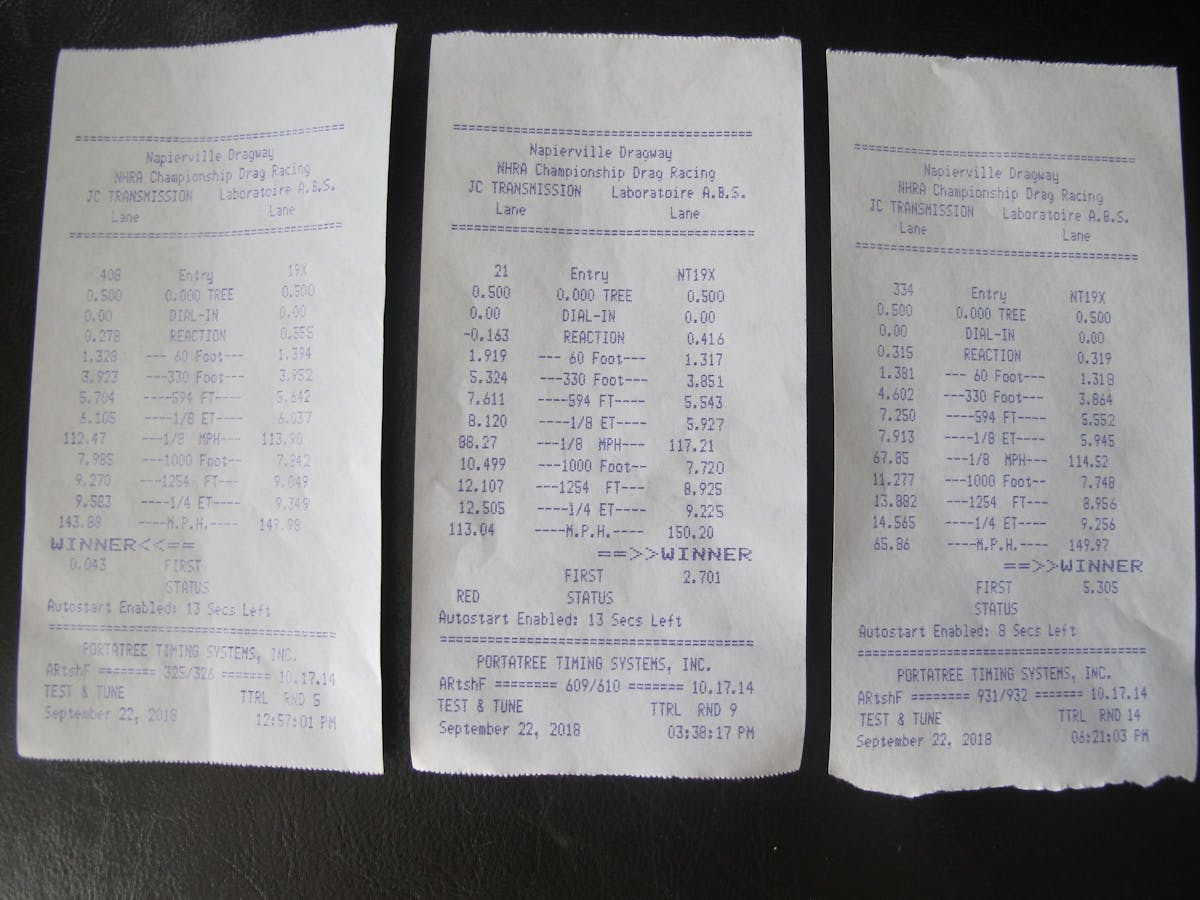 ===================================
Napierville Dragway
NHRA Championship Drag Racing
JC TRANSMISSION Laboratoire A.B.S.
Lane Lane
===================================
408 Entry 19X
0.500 0.000 TREE 0.500
0.00 DIAL-IN 0.00
0.278 REACTION 0.555
1.328 --- 60 Foot--- 1.394
3.923 ---330 Foot--- 3.952
5.704 ----594 FT---- 5.642
6.105 ----1/8 ET---- 6.037
112.47 ---1/8 MPH--- 113.90
7.985 ---1000 Foot-- 7.842
9.270 ---1254 FT--- 9.049
9.583 ----1/4 ET---- 9.349
143.88 ----M.P.H.---- 149.98
WINNER<<==
0.043 FIRST
STATUS
Autostart Enabled: 13 Secs Left
===================================
PORTATREE TIMING SYSTEMS, INC.
ARtshF ======== 325/326 ======= 10.17.14
TEST & TUNE TTRL RND 5
September 22, 2018 12:57:01 PM
===================================
Napierville Dragway
NHRA Championship Drag Racing
JC TRANSMISSION Laboratoire A.B.S.
Lane Lane
===================================
21 Entry NT19X
0.500 0.000 TREE 0.500
0.00 DIAL-IN 0.00
-0.163 REACTION 0.416
1.919 --- 60 Foot--- 1.317
5.324 ---330 Foot--- 3.851
7.611 ----594 FT---- 5.543
8.120 ----1/8 ET---- 5.927
88.27 ---1/8 MPH--- 117.21
10.499 ---1000 Foot-- 7.720
12.107 ---1254 FT--- 8.925
12.505 ----1/4 ET---- 9.225
113.04 ----M.P.H.---- 150.20
==>>WINNER
FIRST 2.701
RED STATUS
Autostart Enabled: 13 Secs Left
===================================
PORTATREE TIMING SYSTEMS, INC.
ARtshF ======== 609/610 ======= 10.17.14
TEST & TUNE TTRL RND 9
September 22, 2018 03:38:17 PM
===================================
Napierville Dragway
NHRA Championship Drag Racing
JC TRANSMISSION Laboratoire A.B.S.
Lane Lane
===================================
334 Entry NT19X
0.500 0.000 TREE 0.500
0.00 DIAL-IN 0.00
0.315 REACTION 0.319
1.381 --- 60 Foot--- 1.318
4.602 ---330 Foot--- 3.864
7.250 ----594 FT---- 5.552
7.913 ----1/8 ET---- 5.945
67.85 ---1/8 MPH--- 114.52
11.277 ---1000 Foot-- 7.748
13.882 ---1254 FT--- 8.956
14.565 ----1/4 ET---- 9.256
65.86 ----M.P.H.---- 149.97
==>>WINNER
FIRST 5.305
STATUS
Autostart Enabled: 8 Secs Left
===================================
PORTATREE TIMING SYSTEMS, INC.
ARtshF ======== 931/932 ======= 10.17.14
TEST & TUNE TTRL RND 14
September 22, 2018 06:21:03 PM